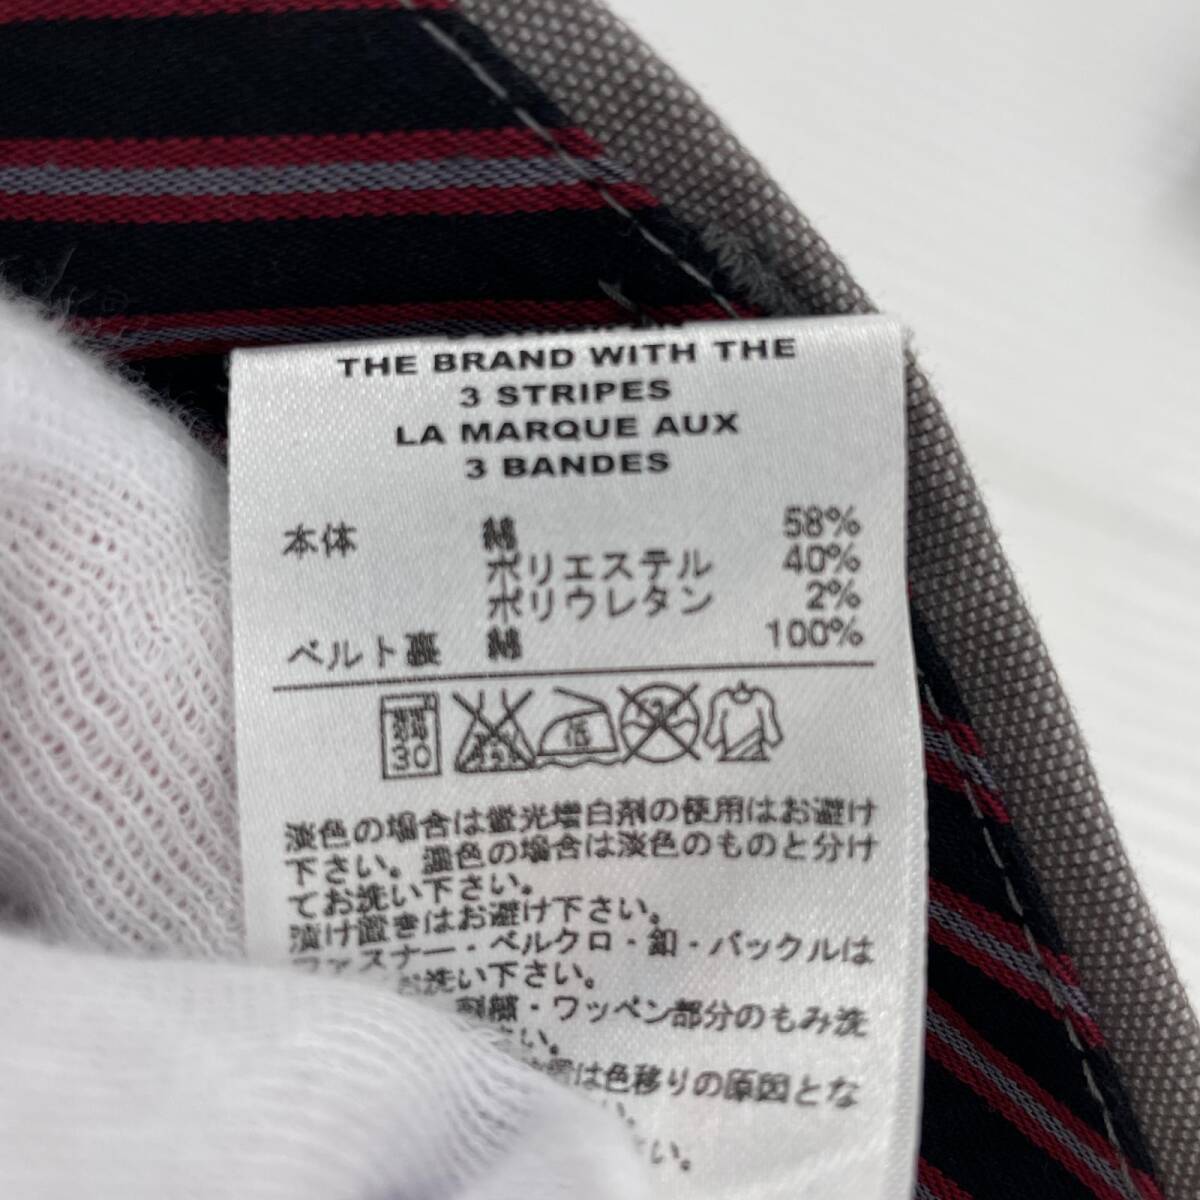 THE BRAND WITH THE
3 STRIPES
LA MARQUE AUX
3 BANDES
本体 綿 58%
ポリエステル 40%
ポリウレタン 2%
ベルト裏 綿 100%
30
淡色の場合は蛍光増白剤の使用はお避け
下さい。濃色の場合は淡色のものと分け
てお洗い下さい。
漬け置きはお避け下さい。
ファスナー・ベルクロ・釦・バックルは
お洗い下さい。
刺繍・ワッペン部分のもみ洗
さい。
は色移りの原因とな
い。
い。